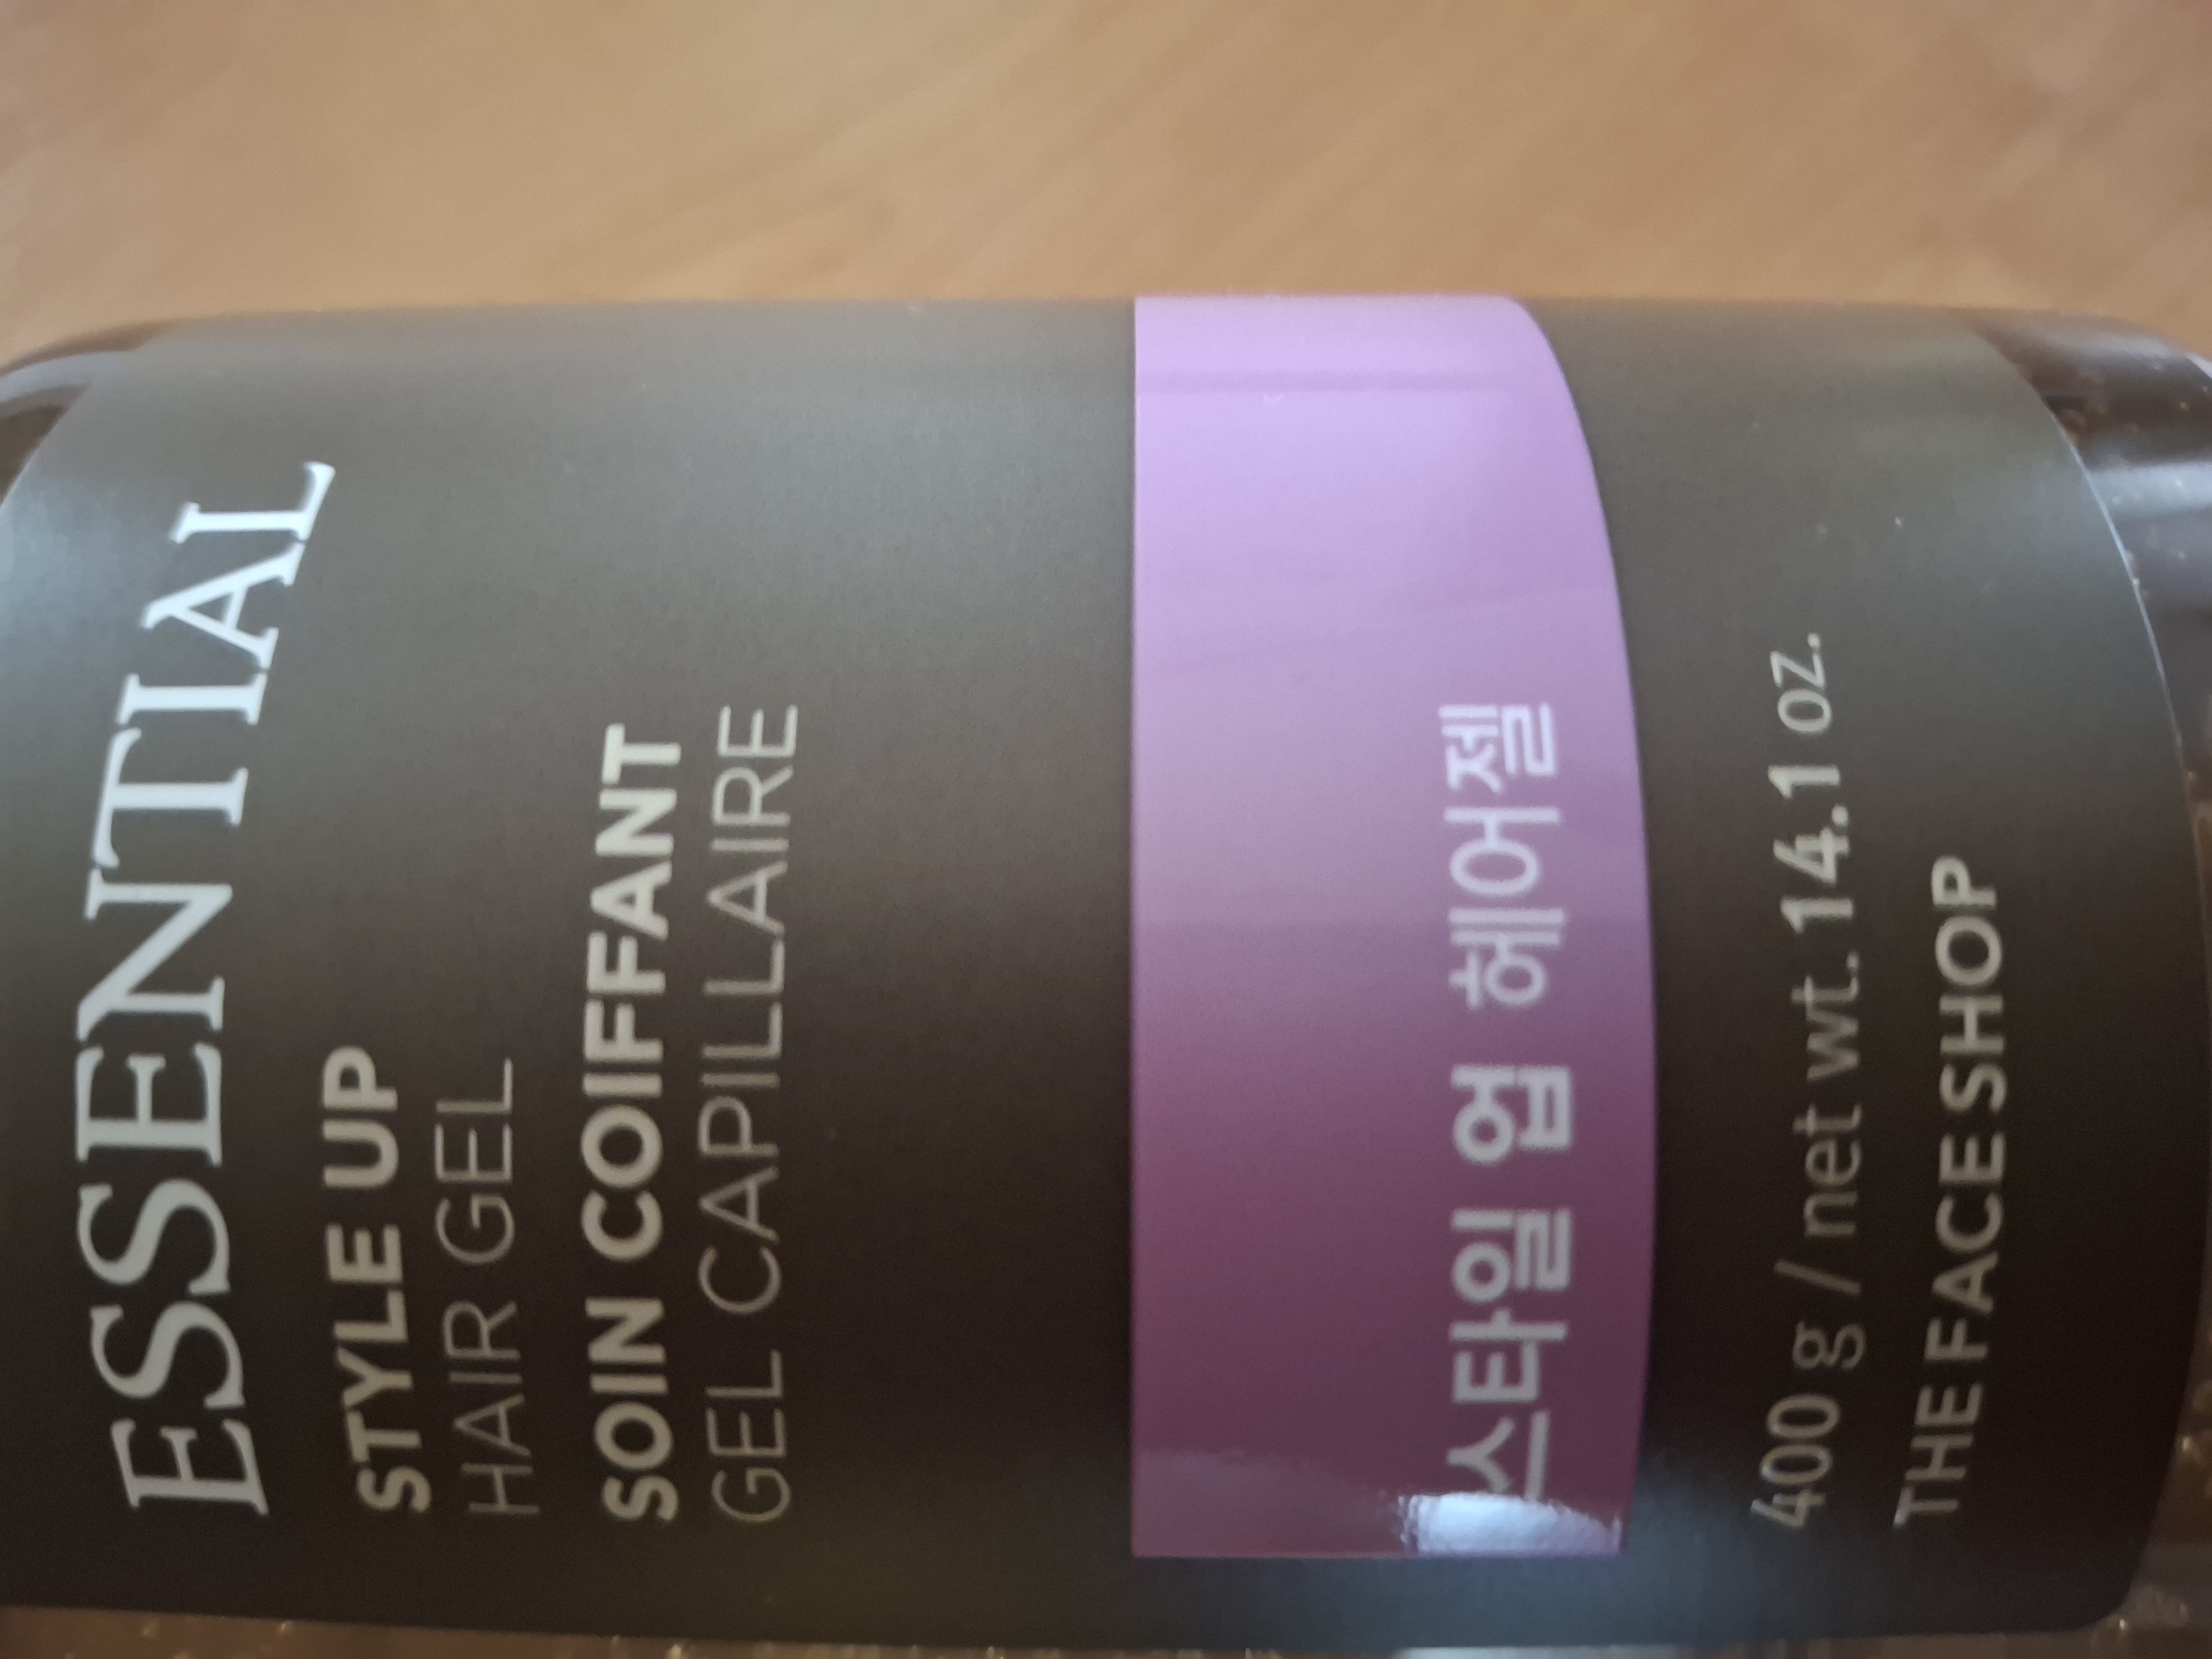 ESSENTIAL
STYLE UP
HAIR GEL
SOIN COIFFANT
GEL CAPILLAIRE
스타일 업 헤어젤
400 g / net wt. 14.1 oz.
THE FACE SHOP